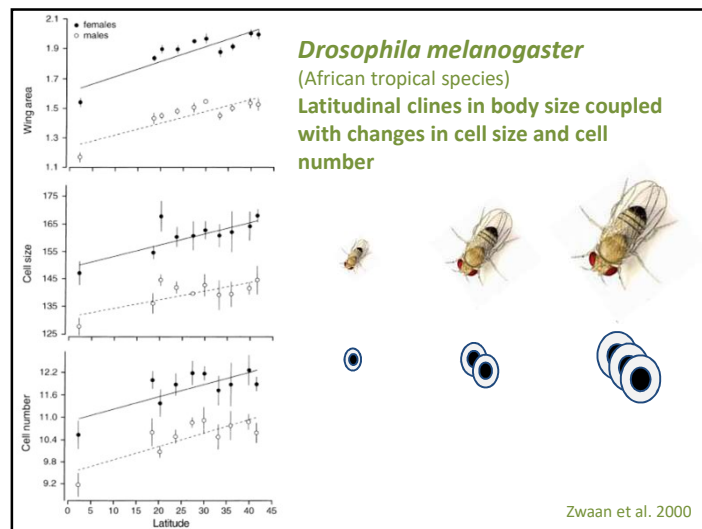 females
males
2.1
1.9
1.7
1.5
1.3
1.1
Wing area
175
165
155
145
135
125
Cell size
12.2
11.6
11.0
10.4
9.8
9.2
Cell number
0 5 10 15 20 25 30 35 40 45
Latitude
Drosophila melanogaster
(African tropical species)
Latitudinal clines in body size coupled
with changes in cell size and cell
number
Zwaan et al. 2000